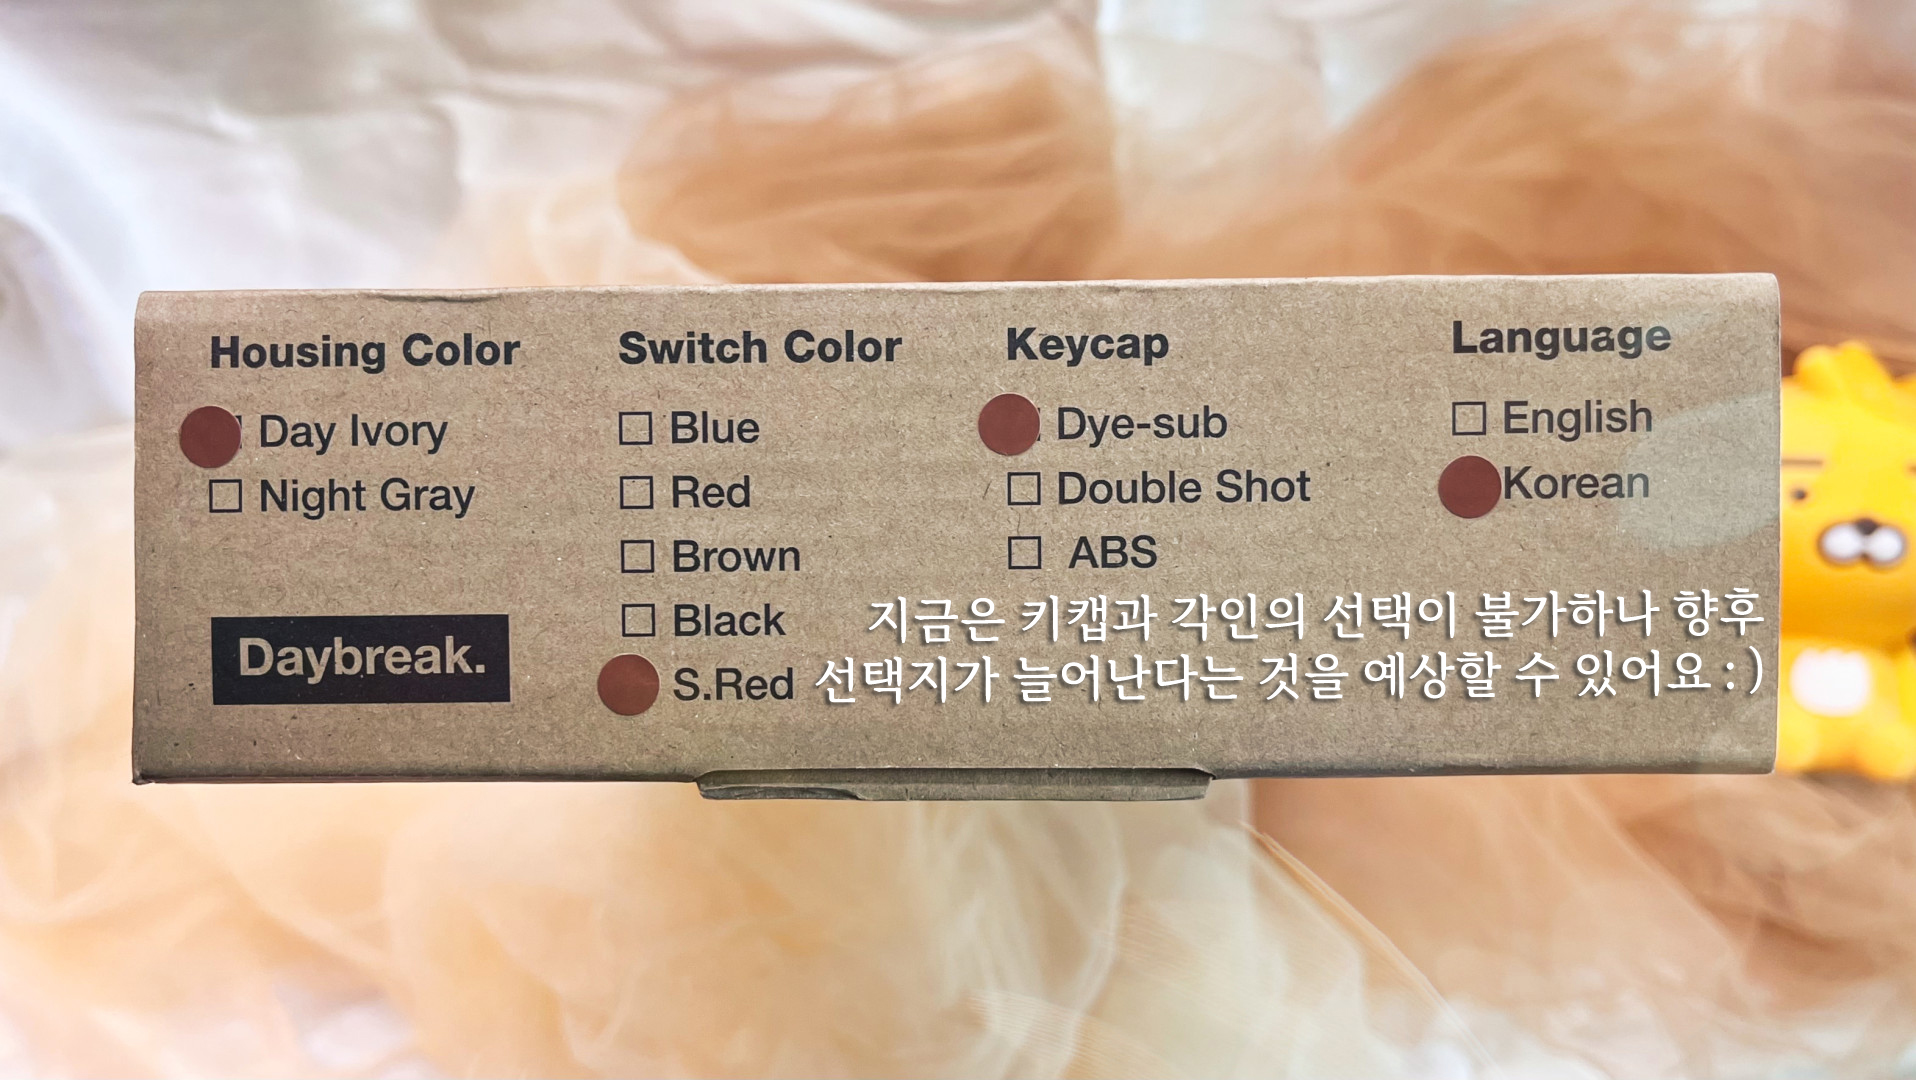 Housing Color
Day Ivory
Night Gray
Daybreak.
Switch Color
Blue
Red
Brown
Black
S.Red
Keycap
Dye-sub
Double Shot
ABS
Language
English
Korean
지금은 키캡과 각인의 선택이 불가하나 향후
선택지가 늘어난다는 것을 예상할 수 있어요 : )